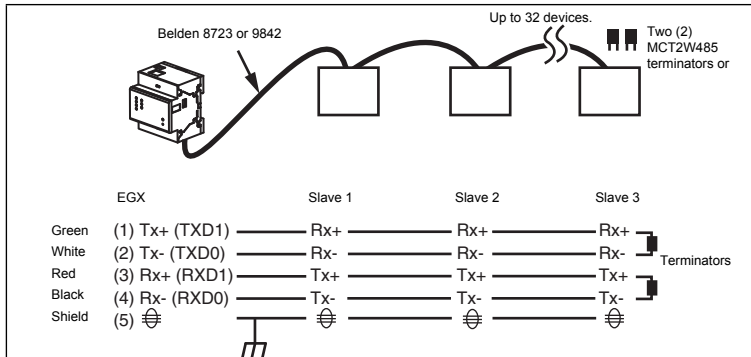 Up to 32 devices.
Belden 8723 or 9842
Two (2)
MCT2W485
terminators or
EGX Slave 1 Slave 2 Slave 3
Green (1) Tx+ (TXD1) Rx+ Rx+ Rx+
White (2) Tx- (TXD0) Rx- Rx- Rx-
Terminators
Red (3) Rx+ (RXD1) Tx+ Tx+ Tx+
Black (4) Rx- (RXD0) Tx- Tx- Tx-
Shield (5)